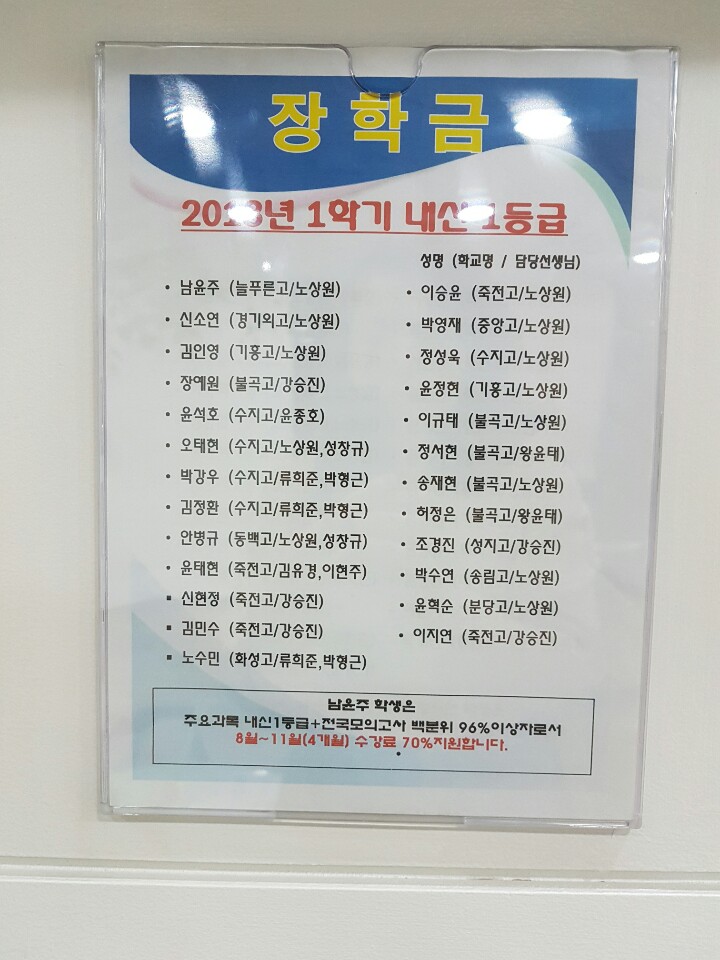 장학금
2018년 1학기 내신 1등급
성명 (학교명 / 담당선생님)
• 남윤주 (늘푸른고/노상원)
• 신소연 (경기외고/노상원)
• 김인영 (기흥고/노상원)
• 장예원 (불곡고/강승진)
• 윤석호 (수지고/윤종호)
• 오태현 (수지고/노상원,성창규)
• 박강우 (수지고/류희준,박형근)
• 김정환 (수지고/류희준,박형근)
• 안병규 (동백고/노상원,성창규)
• 윤태현 (죽전고/김유경,이현주)
▪ 신현정 (죽전고/강승진)
▪ 김민수 (죽전고/강승진)
▪ 노수민 (화성고/류희준,박형근)
• 이승윤 (죽전고/노상원)
• 박영재 (중앙고/노상원)
• 정성욱 (수지고/노상원)
• 윤정현 (기흥고/노상원)
• 이규태 (불곡고/노상원)
• 정서현 (불곡고/왕윤태)
• 송재현 (불곡고/노상원)
• 허정은 (불곡고/왕윤태)
• 조경진 (성지고/강승진)
• 박수연 (송림고/노상원)
• 윤혁순 (분당고/노상원)
• 이지연 (죽전고/강승진)
남윤주 학생은
주요과목 내신1등급+전국모의고사 백분위 96%이상자로서
8월~11월(4개월) 수강료 70%지원합니다.